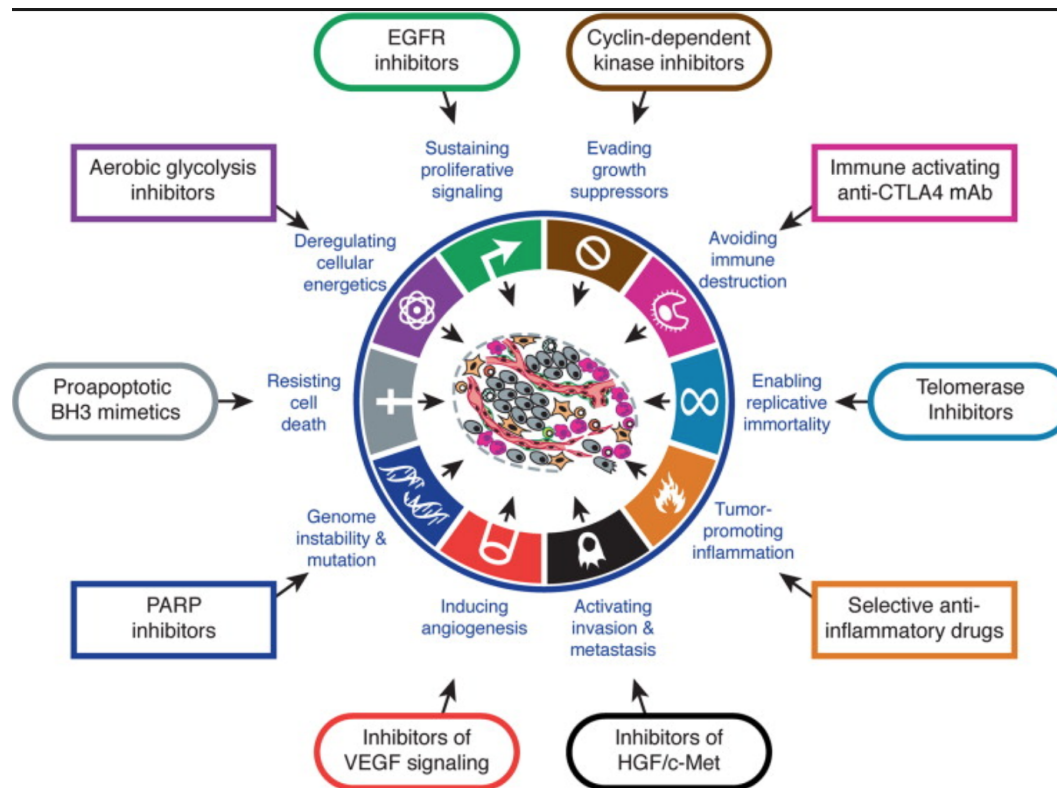 EGFR
inhibitors
Cyclin-dependent
kinase inhibitors
Sustaining
proliferative
signaling
Evading
growth
suppressors
Aerobic glycolysis
inhibitors
Immune activating
anti-CTLA4 mAb
Deregulating
cellular
energetics
Avoiding
immune
destruction
Proapoptotic
BH3 mimetics
Resisting
cell
death
Enabling
replicative
immortality
Telomerase
Inhibitors
Genome
instability &
mutation
Tumor-
promoting
inflammation
PARP
inhibitors
Inducing
angiogenesis
Activating
invasion &
metastasis
Selective anti-
inflammatory drugs
Inhibitors of
VEGF signaling
Inhibitors of
HGF/c-Met